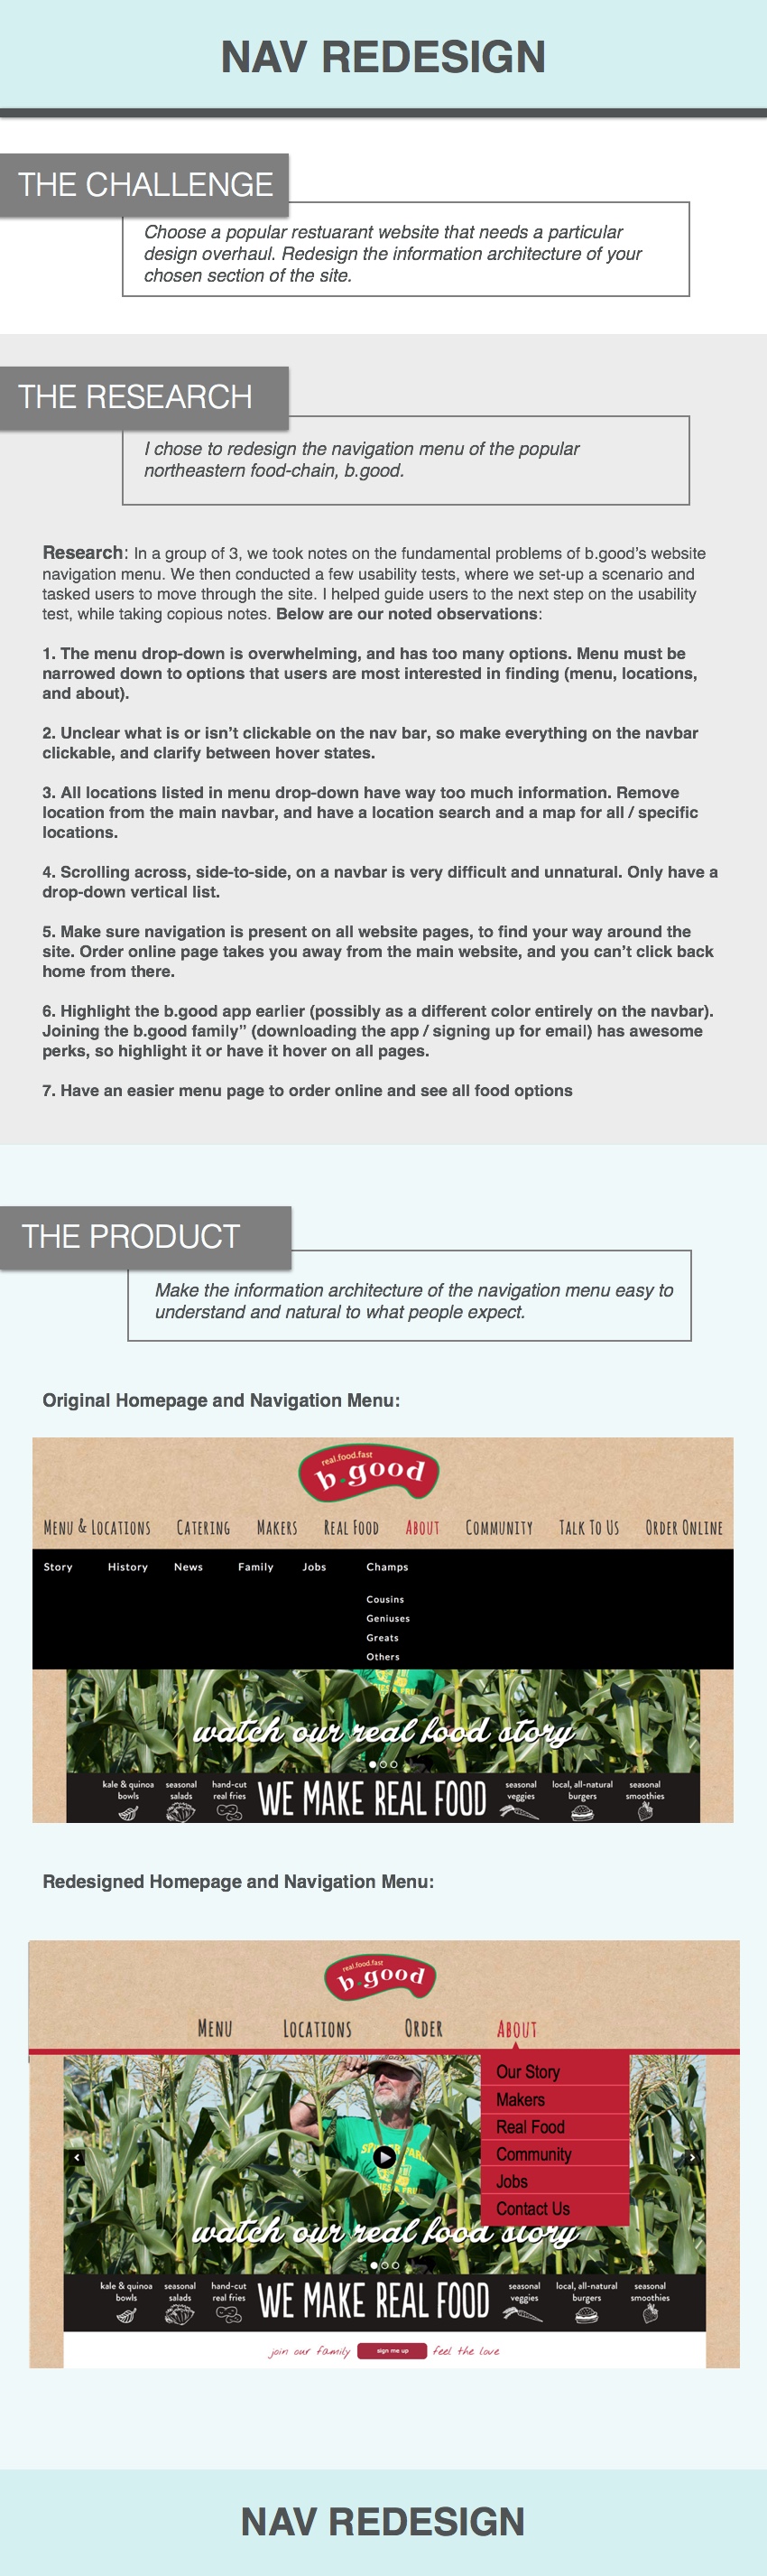 NAV REDESIGN
THE CHALLENGE
Choose a popular restuarant website that needs a particular
design overhaul. Redesign the information architecture of your
chosen section of the site.
THE RESEARCH
I chose to redesign the navigation menu of the popular
northeastern food-chain, b.good.
Research: In a group of 3, we took notes on the fundamental problems of b.good's website
navigation menu. We then conducted a few usability tests, where we set-up a scenario and
tasked users to move through the site. I helped guide users to the next step on the usability
test, while taking copious notes. Below are our noted observations:
1. The menu drop-down is overwhelming, and has too many options. Menu must be
narrowed down to options that users are most interested in finding (menu, locations,
and about).
2. Unclear what is or isn't clickable on the nav bar, so make everything on the navbar
clickable, and clarify between hover states.
3. All locations listed in menu drop-down have way too much information. Remove
location from the main navbar, and have a location search and a map for all / specific
locations.
4. Scrolling across, side-to-side, on a navbar is very difficult and unnatural. Only have a
drop-down vertical list.
5. Make sure navigation is present on all website pages, to find your way around the
site. Order online page takes you away from the main website, and you can't click back
home from there.
6. Highlight the b.good app earlier (possibly as a different color entirely on the navbar).
Joining the b.good family” (downloading the app / signing up for email) has awesome
perks, so highlight it or have it hover on all pages.
7. Have an easier menu page to order online and see all food options
THE PRODUCT
Make the information architecture of the navigation menu easy to
understand and natural to what people expect.
Original Homepage and Navigation Menu:
real.food.fast
b.good
MENU & LOCATIONS CATERING MAKERS REAL FOOD ABOUT COMMUNITY TALK TO US ORDER ONLINE
Story History News Family Jobs Champs
Cousins
Geniuses
Greats
Others
watch our real food story
kale & quinoa bowls seasonal salads hand-cut real fries WE MAKE REAL FOOD seasonal veggies local, all-natural burgers seasonal smoothies
Redesigned Homepage and Navigation Menu:
real.food.fast
b.good
MENU LOCATIONS ORDER ABOUT
Our Story
Makers
Real Food
Community
Jobs
Contact Us
watch our real food story
kale & quinoa bowls seasonal salads hand-cut real fries WE MAKE REAL FOOD seasonal veggies local, all-natural burgers seasonal smoothies
join our family sign me up feel the love
NAV REDESIGN